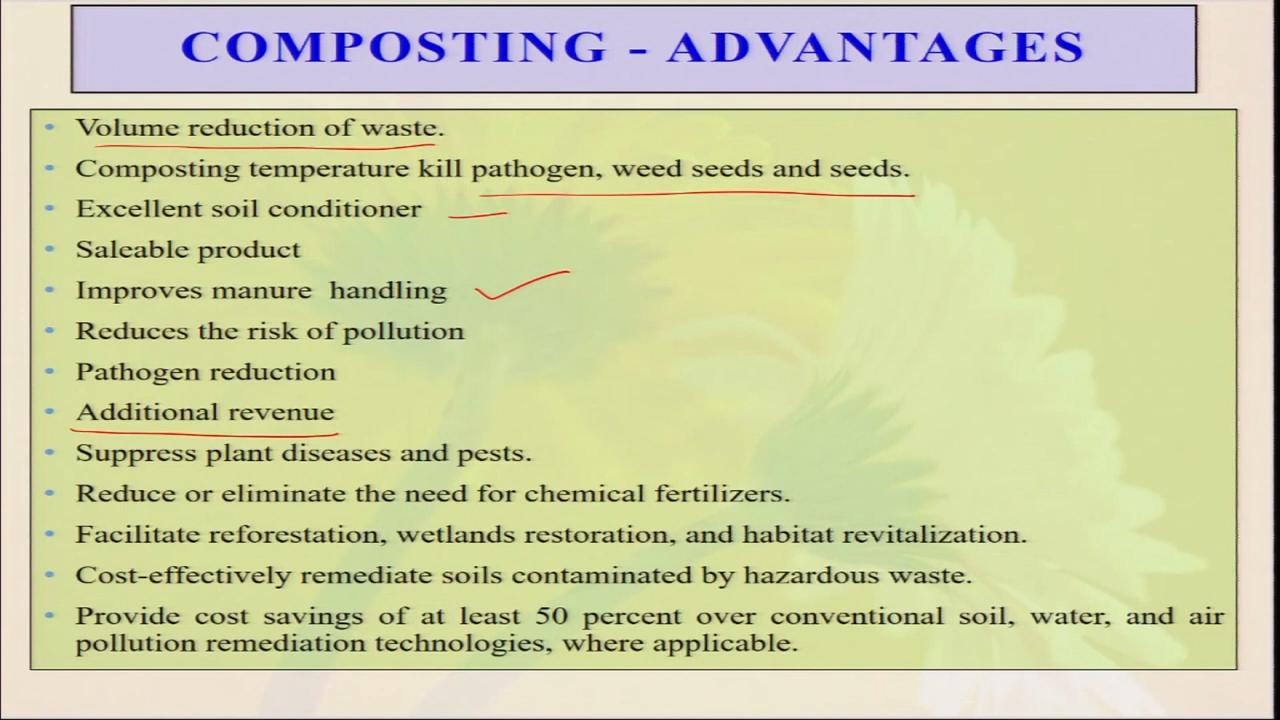 COMPOSTING - ADVANTAGES
• Volume reduction of waste.
• Composting temperature kill pathogen, weed seeds and seeds.
• Excellent soil conditioner
• Saleable product
• Improves manure handling
• Reduces the risk of pollution
• Pathogen reduction
• Additional revenue
• Suppress plant diseases and pests.
• Reduce or eliminate the need for chemical fertilizers.
• Facilitate reforestation, wetlands restoration, and habitat revitalization.
• Cost-effectively remediate soils contaminated by hazardous waste.
• Provide cost savings of at least 50 percent over conventional soil, water, and air
pollution remediation technologies, where applicable.